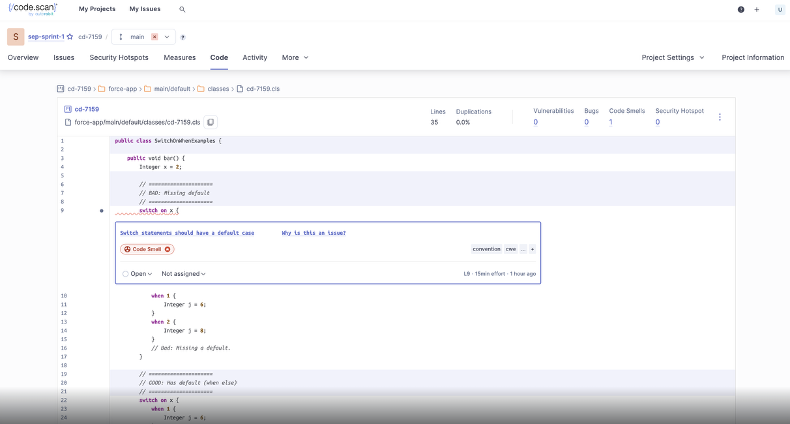 {/code.scan}
by autorabit
My Projects
My Issues
U
S
sep-sprint-1
cd-7159 /
main
Overview
Issues
Security Hotspots
Measures
Code
Activity
More
Project Settings
Project Information
cd-7159 > force-app > main/default > classes > cd-7159.cls
cd-7159
force-app/main/default/classes/cd-7159.cls
Lines
35
Duplications
0.0%
Vulnerabilities
0
Bugs
0
Code Smells
1
Security Hotspot
0
1 public class SwitchOnWhenExamples {
2
3 public void bar() {
4 Integer x = 2;
5
6 // =====================
7 // BAD: Missing default
8 // =====================
9 switch on x {
Switch statements should have a default case Why is this an issue?
Code Smell convention cwe ... +
Open Not assigned L9 · 15min effort · 1 hour ago
10 when 1 {
11 Integer j = 6;
12 }
13 when 2 {
14 Integer j = 8;
15 }
16 // Bad: Missing a default.
17 }
18
19 // =====================
20 // GOOD: Has default (when else)
21 // =====================
22 switch on x {
23 when 1 {
24 Integer j = 6;